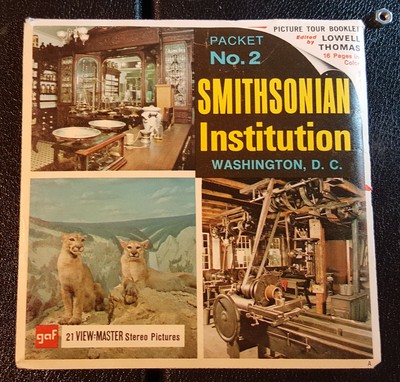 PACKET
No. 2
PICTURE TOUR BOOKLET
Edited by LOWELL
THOMAS
16 Pages in
Color
SMITHSONIAN
Institution
WASHINGTON, D. C.
gaf
21 VIEW-MASTER Stereo Pictures
A